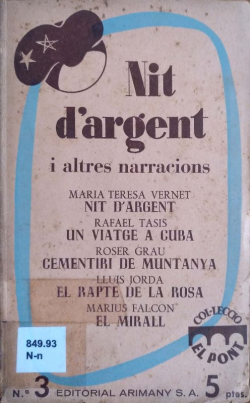 Nit
d'argent
i altres narracions
MARIA TERESA VERNET
NIT D'ARGENT
RAFAEL TASIS
UN VIATGE A CUBA
ROSER GRAU
CEMENTIRI DE MUNTANYA
LLUIS JORDA
EL RAPTE DE LA ROSA
MARIUS FALCON
EL MIRALL
COL·LECCIO
EL PONT
849.93
N-n
N.º 3 EDITORIAL ARIMANY S. A. 5 ptas.